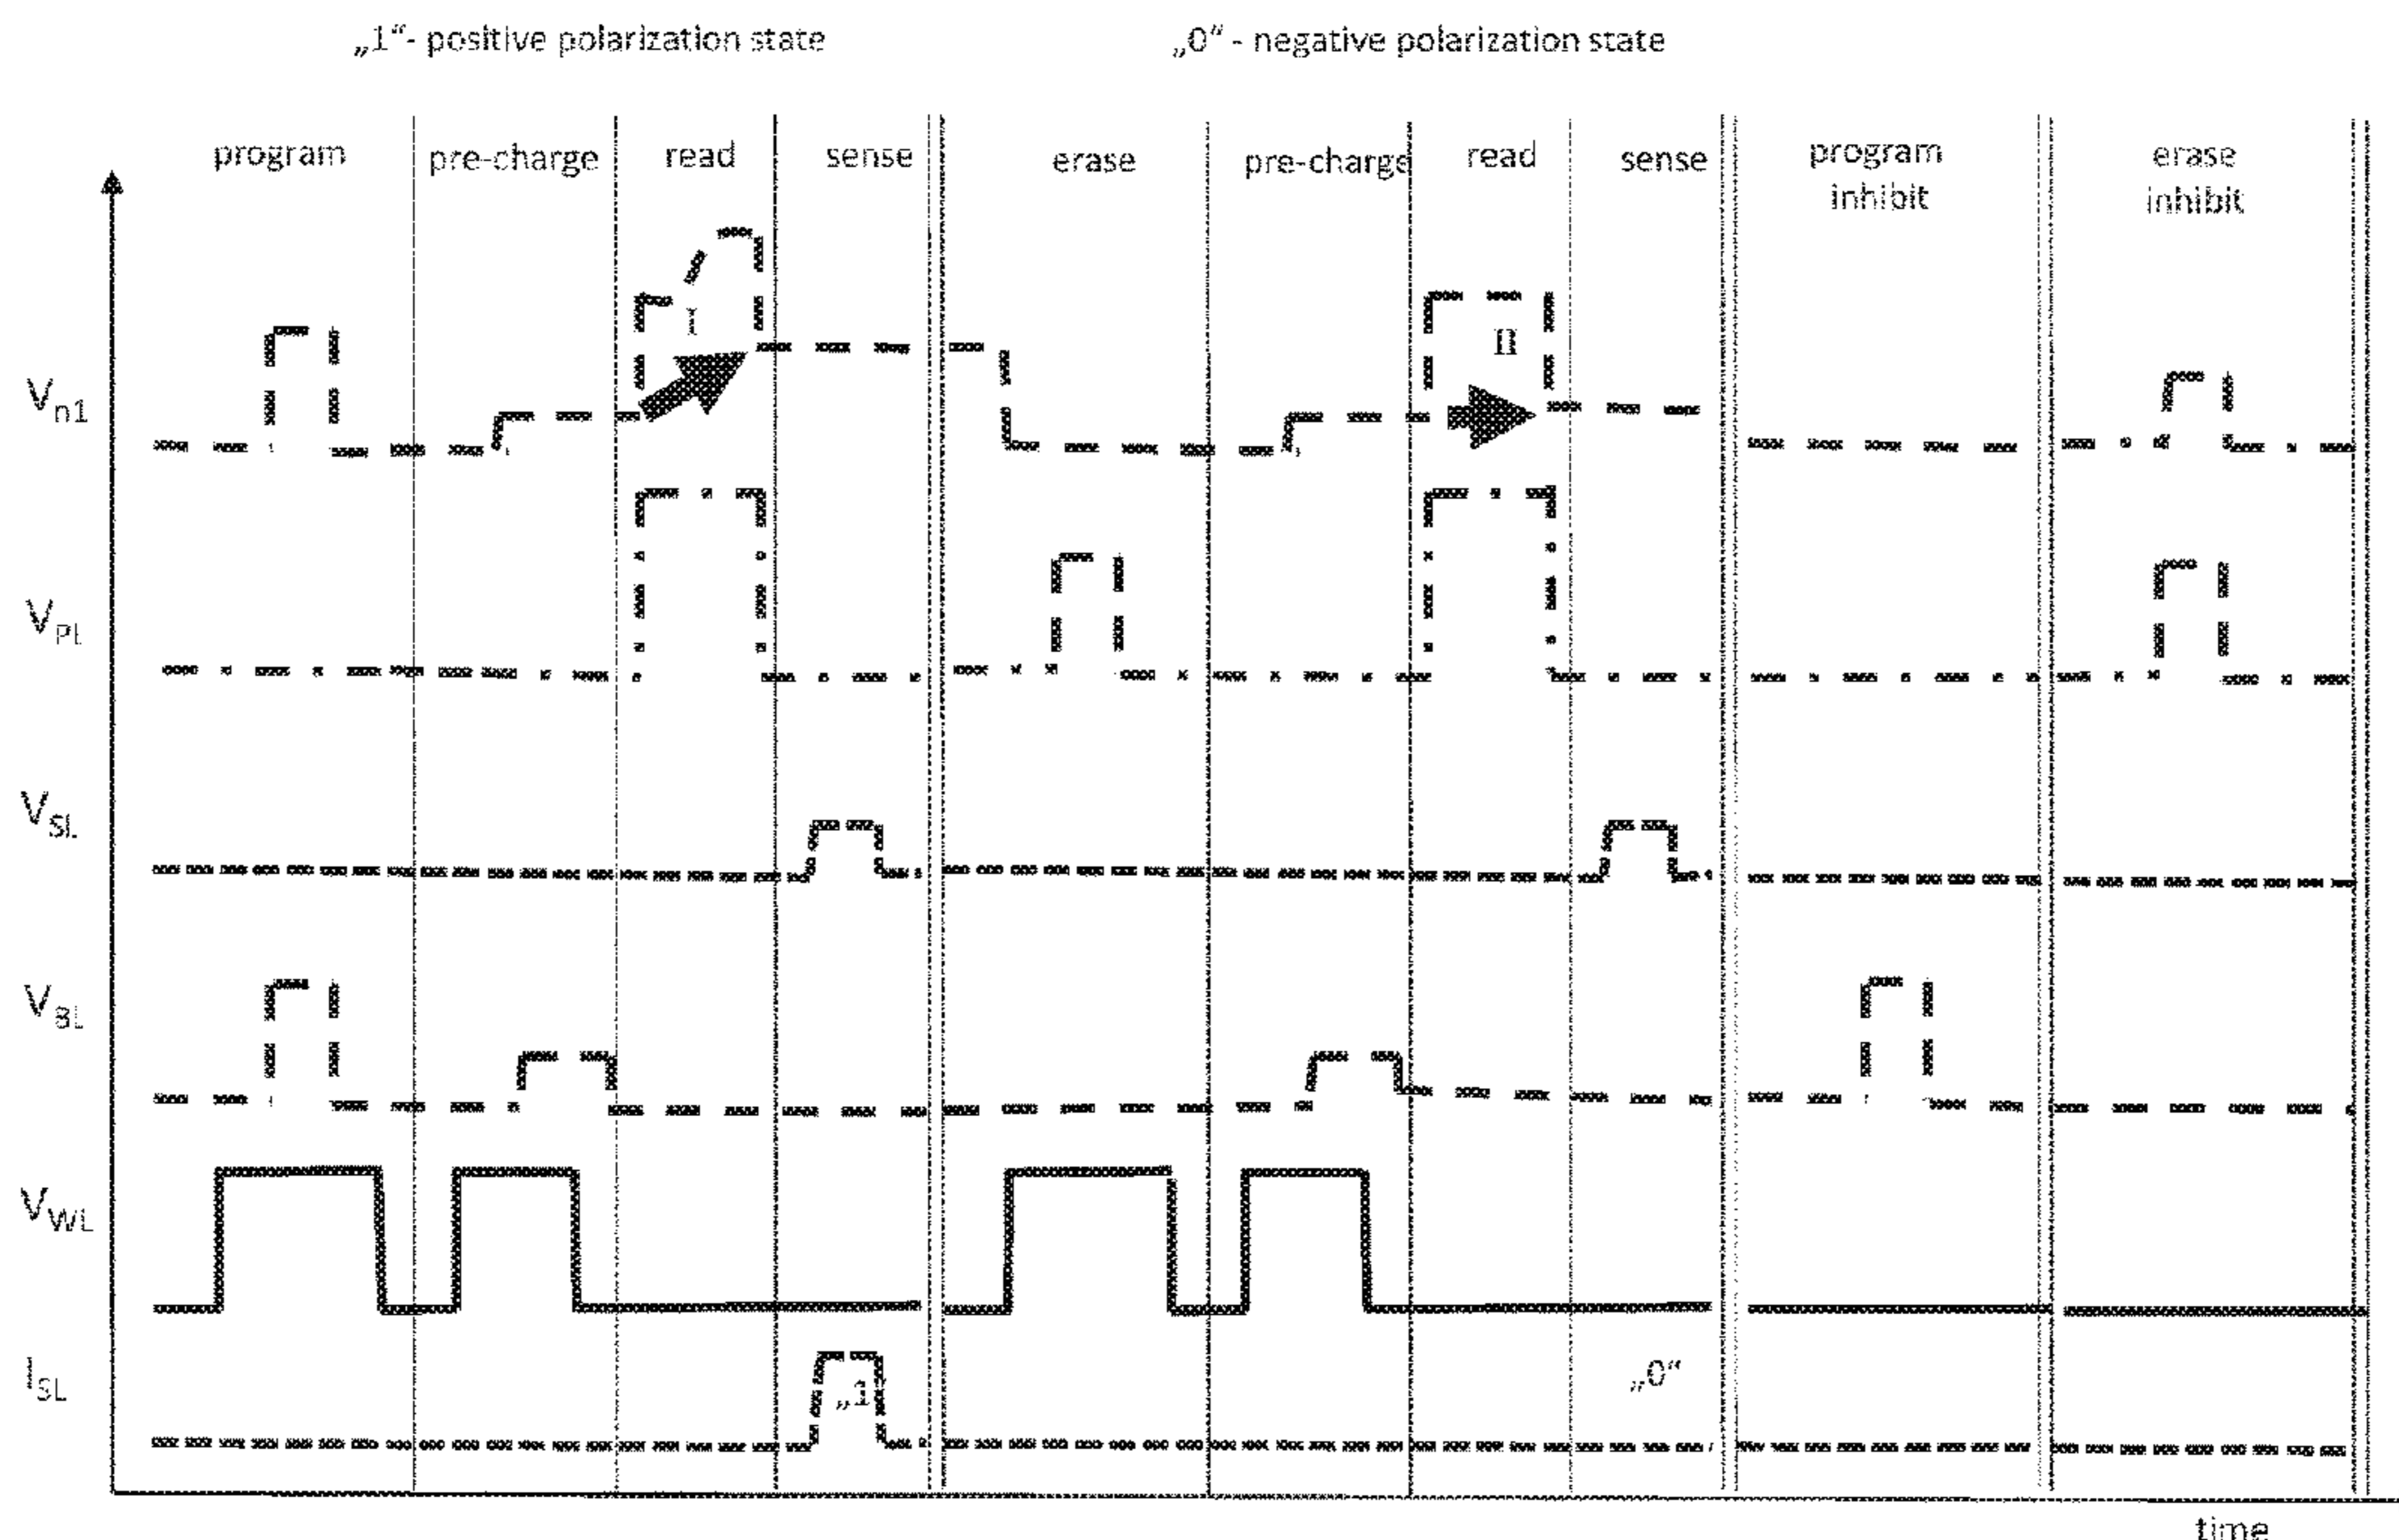 „1“- positive polarization state
„0“ - negative polarization state
program
pre-charge
read
sense
erase
pre-charge
read
sense
program
inhibit
erase
inhibit
I
II
Vn1
VPL
VSL
VBL
VWL
ISL
„1“
„0“
time